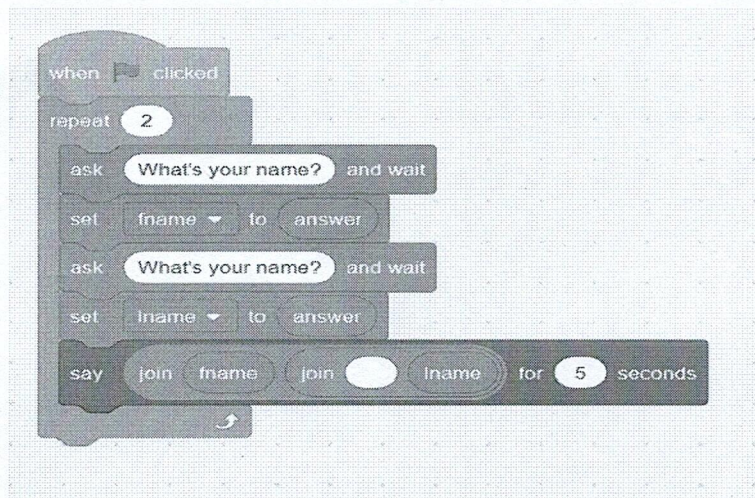 when clicked
repeat 2
ask What's your name? and wait
set fname to answer
ask What's your name? and wait
set lname to answer
say join fname join lname for 5 seconds